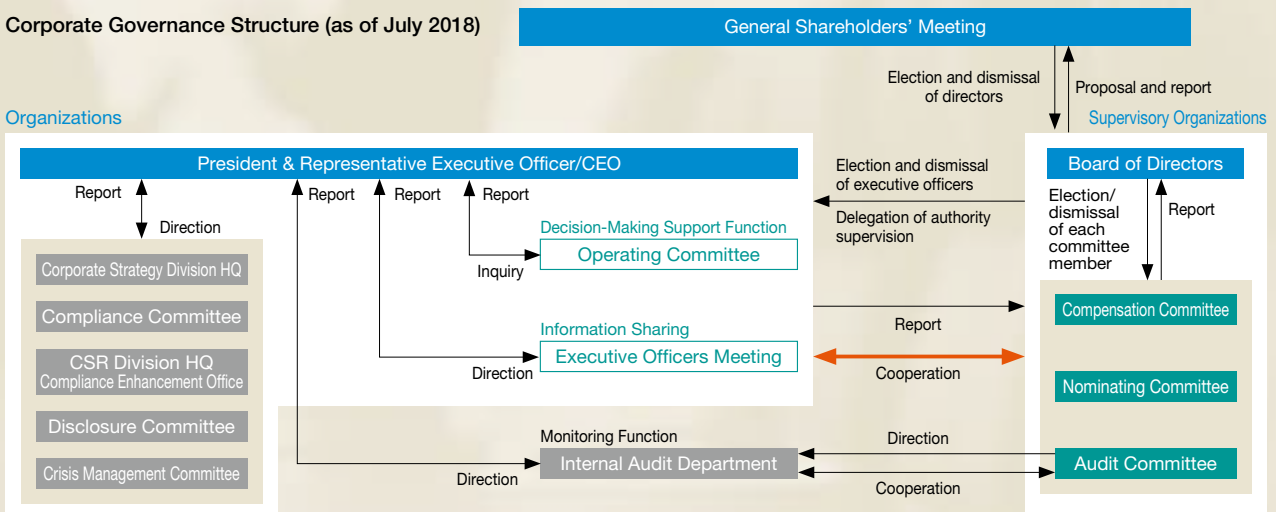 Corporate Governance Structure (as of July 2018)
General Shareholders' Meeting
Election and dismissal
of directors
Proposal and report
Organizations
Supervisory Organizations
President & Representative Executive Officer/CEO
Board of Directors
Report
Direction
Report
Report
Report
Election and dismissal
of executive officers
Delegation of authority
supervision
Election/
dismissal
of each
committee
member
Report
Decision-Making Support Function
Operating Committee
Inquiry
Corporate Strategy Division HQ
Compliance Committee
CSR Division HQ
Compliance Enhancement Office
Disclosure Committee
Crisis Management Committee
Information Sharing
Executive Officers Meeting
Direction
Report
Cooperation
Compensation Committee
Nominating Committee
Audit Committee
Monitoring Function
Internal Audit Department
Direction
Direction
Cooperation